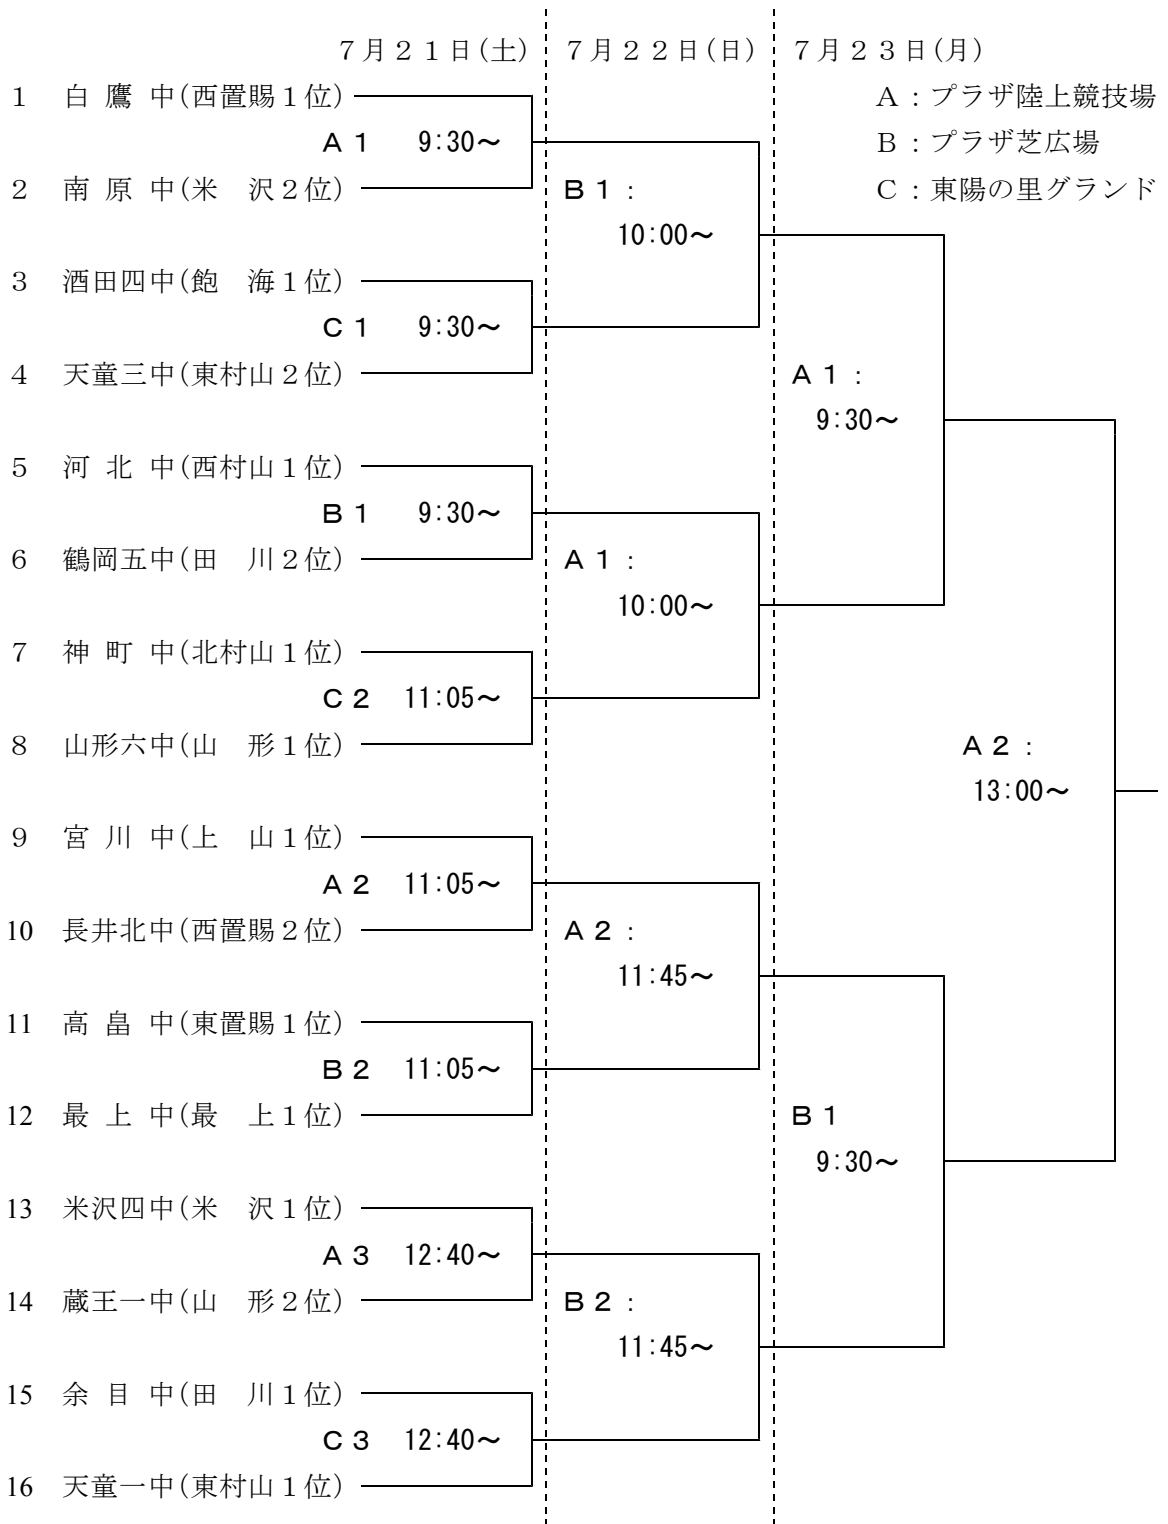 ７月２１日(土) ７月２２日(日) ７月２３日(月)
1 白 鷹 中(西置賜１位) Ａ：プラザ陸上競技場
Ａ１ 9:30～ Ｂ：プラザ芝広場
2 南 原 中(米　沢２位) Ｂ１： Ｃ：東陽の里グランド
10:00～
3 酒田四中(飽　海１位)
Ｃ１ 9:30～
4 天童三中(東村山２位) Ａ１：
9:30～
5 河 北 中(西村山１位)
Ｂ１ 9:30～
6 鶴岡五中(田　川２位) Ａ１：
10:00～
7 神 町 中(北村山１位)
Ｃ２ 11:05～
8 山形六中(山　形１位) Ａ２：
13:00～
9 宮 川 中(上　山１位)
Ａ２ 11:05～
10 長井北中(西置賜２位) Ａ２：
11:45～
11 高 畠 中(東置賜１位)
Ｂ２ 11:05～
12 最 上 中(最　上１位) Ｂ１
9:30～
13 米沢四中(米　沢１位)
Ａ３ 12:40～
14 蔵王一中(山　形２位) Ｂ２：
11:45～
15 余 目 中(田　川１位)
Ｃ３ 12:40～
16 天童一中(東村山１位)